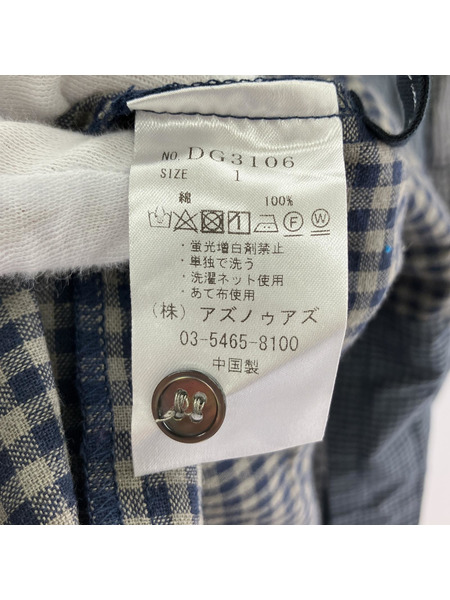 NO. DG3106
SIZE 1
綿 100%
・蛍光増白剤禁止
・単独で洗う
・洗濯ネット使用
・あて布使用
(株) アズノゥアズ
03-5465-8100
中国製